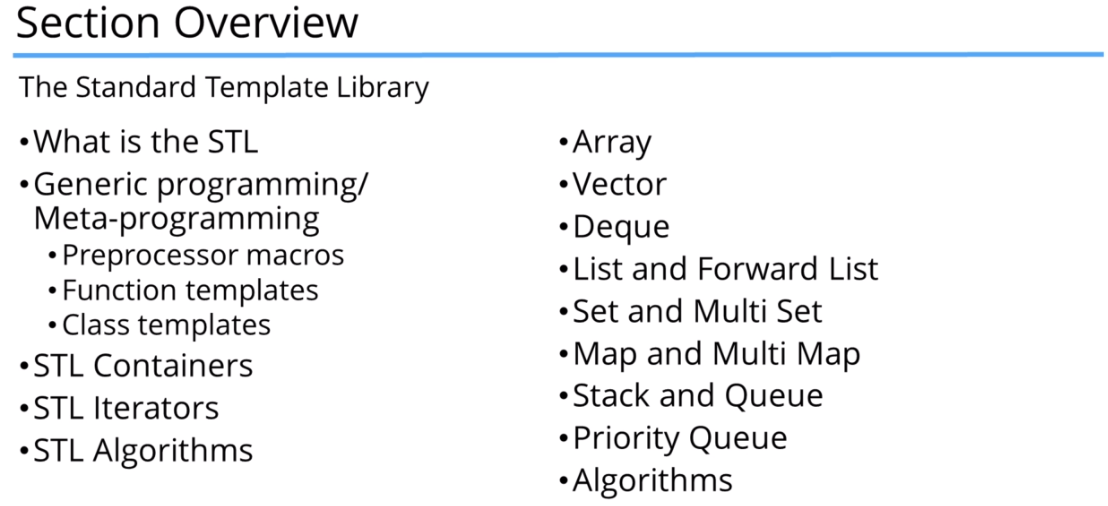 Section Overview
The Standard Template Library
•What is the STL
•Generic programming/
Meta-programming
•Preprocessor macros
•Function templates
•Class templates
•STL Containers
•STL Iterators
•STL Algorithms
•Array
•Vector
•Deque
•List and Forward List
•Set and Multi Set
•Map and Multi Map
•Stack and Queue
•Priority Queue
•Algorithms